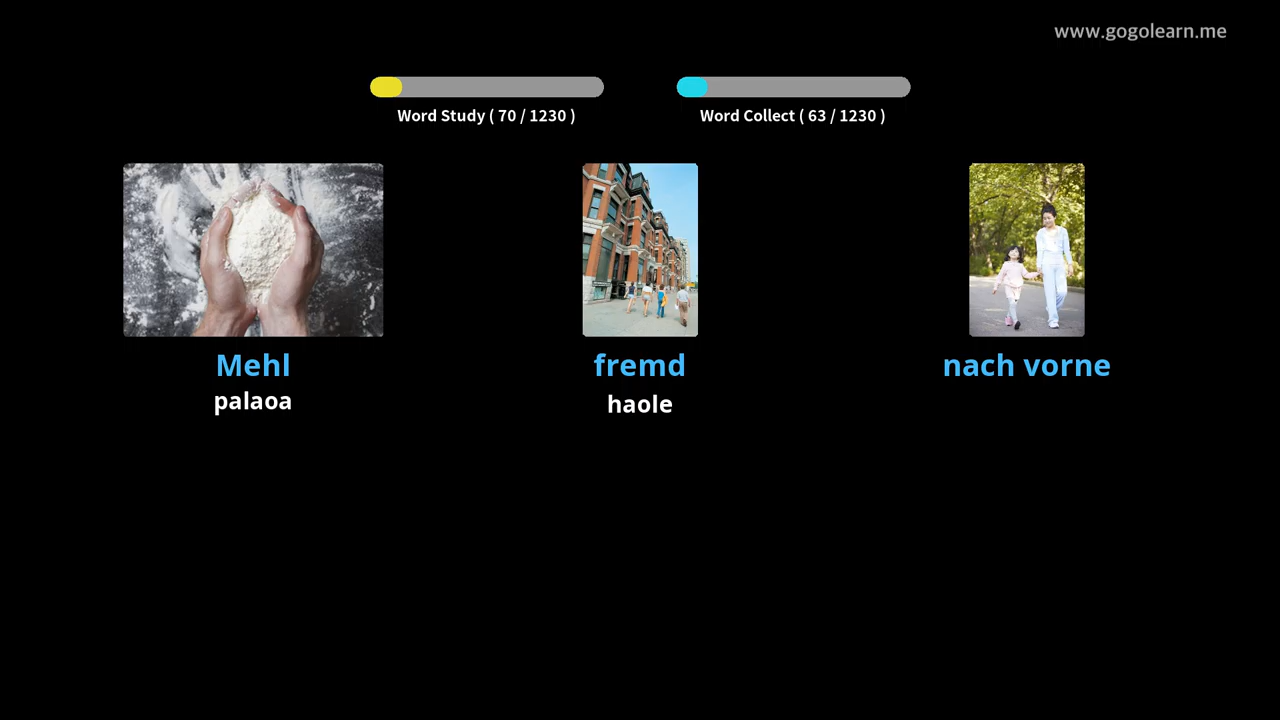 www.gogolearn.me
Word Study ( 70 / 1230 )
Word Collect ( 63 / 1230 )
Mehl
palaoa
fremd
haole
nach vorne